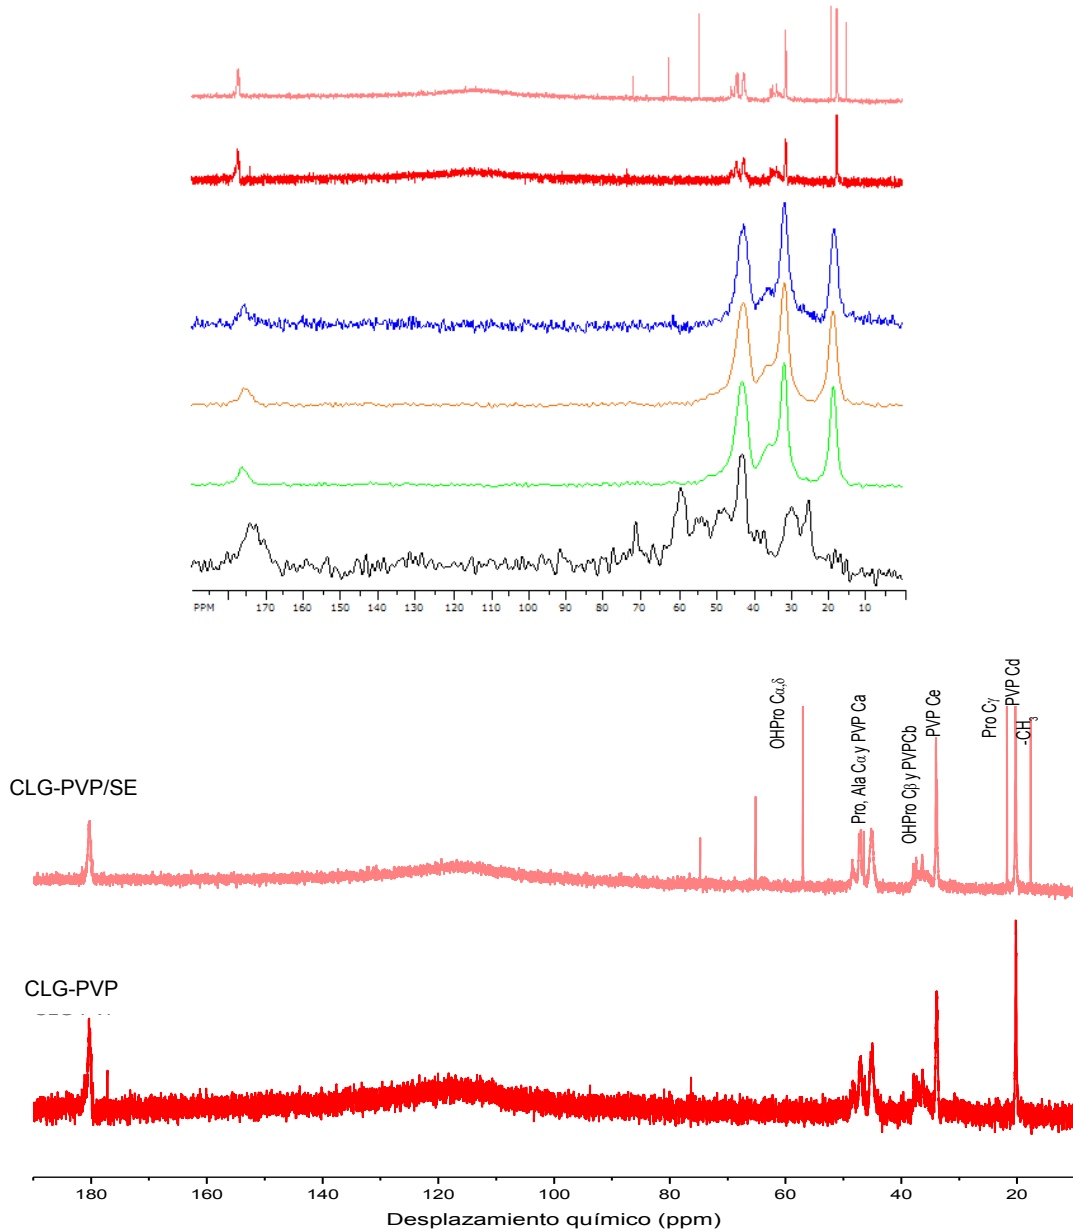 PPM 170 160 150 140 130 120 110 100 90 80 70 60 50 40 30 20 10
OHPro Cα,δ
Pro, Ala Cα y PVP Ca
OHPro Cβ y PVPCb
PVP Ce
Pro Cγ
PVP Cd
-CH3
CLG-PVP/SE
CLG-PVP
180 160 140 120 100 80 60 40 20
Desplazamiento químico (ppm)